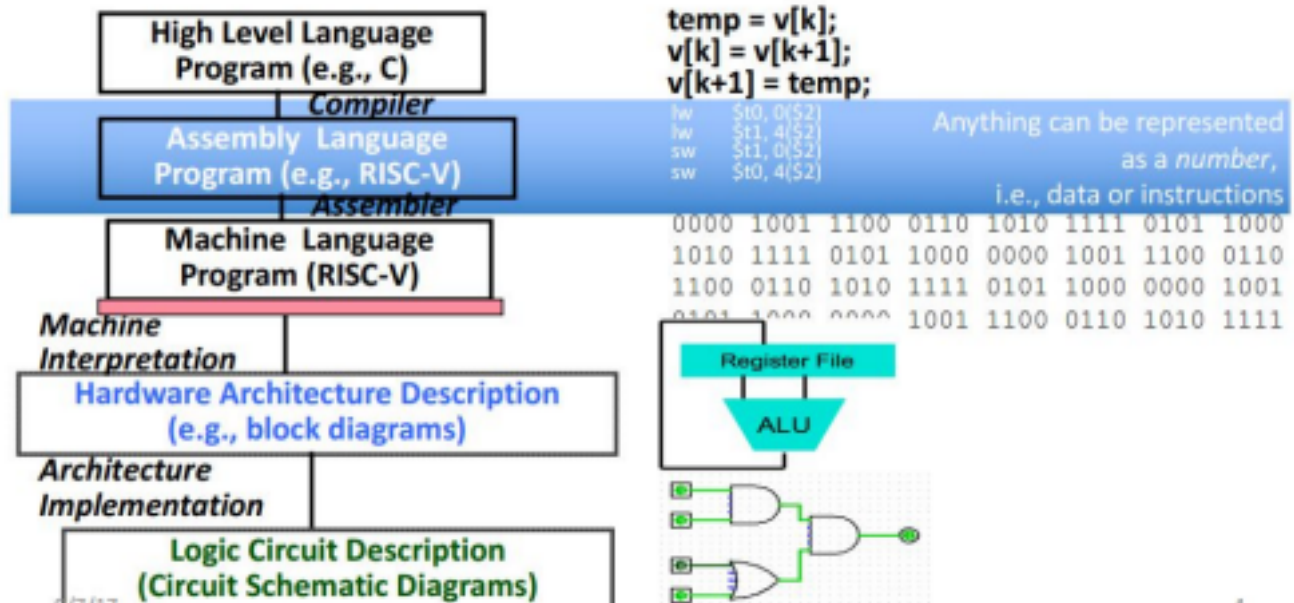 High Level Language
Program (e.g., C)
temp = v[k];
v[k] = v[k+1];
v[k+1] = temp;
Compiler
Assembly Language
Program (e.g., RISC-V)
lw $t0, 0($2)
lw $t1, 4($2)
sw $t1, 0($2)
sw $t0, 4($2)
Anything can be represented
as a number,
i.e., data or instructions
Assembler
Machine Language
Program (RISC-V)
0000 1001 1100 0110 1010 1111 0101 1000
1010 1111 0101 1000 0000 1001 1100 0110
1100 0110 1010 1111 0101 1000 0000 1001
0101 1000 0000 1001 1100 0110 1010 1111
Machine
Interpretation
Register File
ALU
Hardware Architecture Description
(e.g., block diagrams)
Architecture
Implementation
Logic Circuit Description
(Circuit Schematic Diagrams)